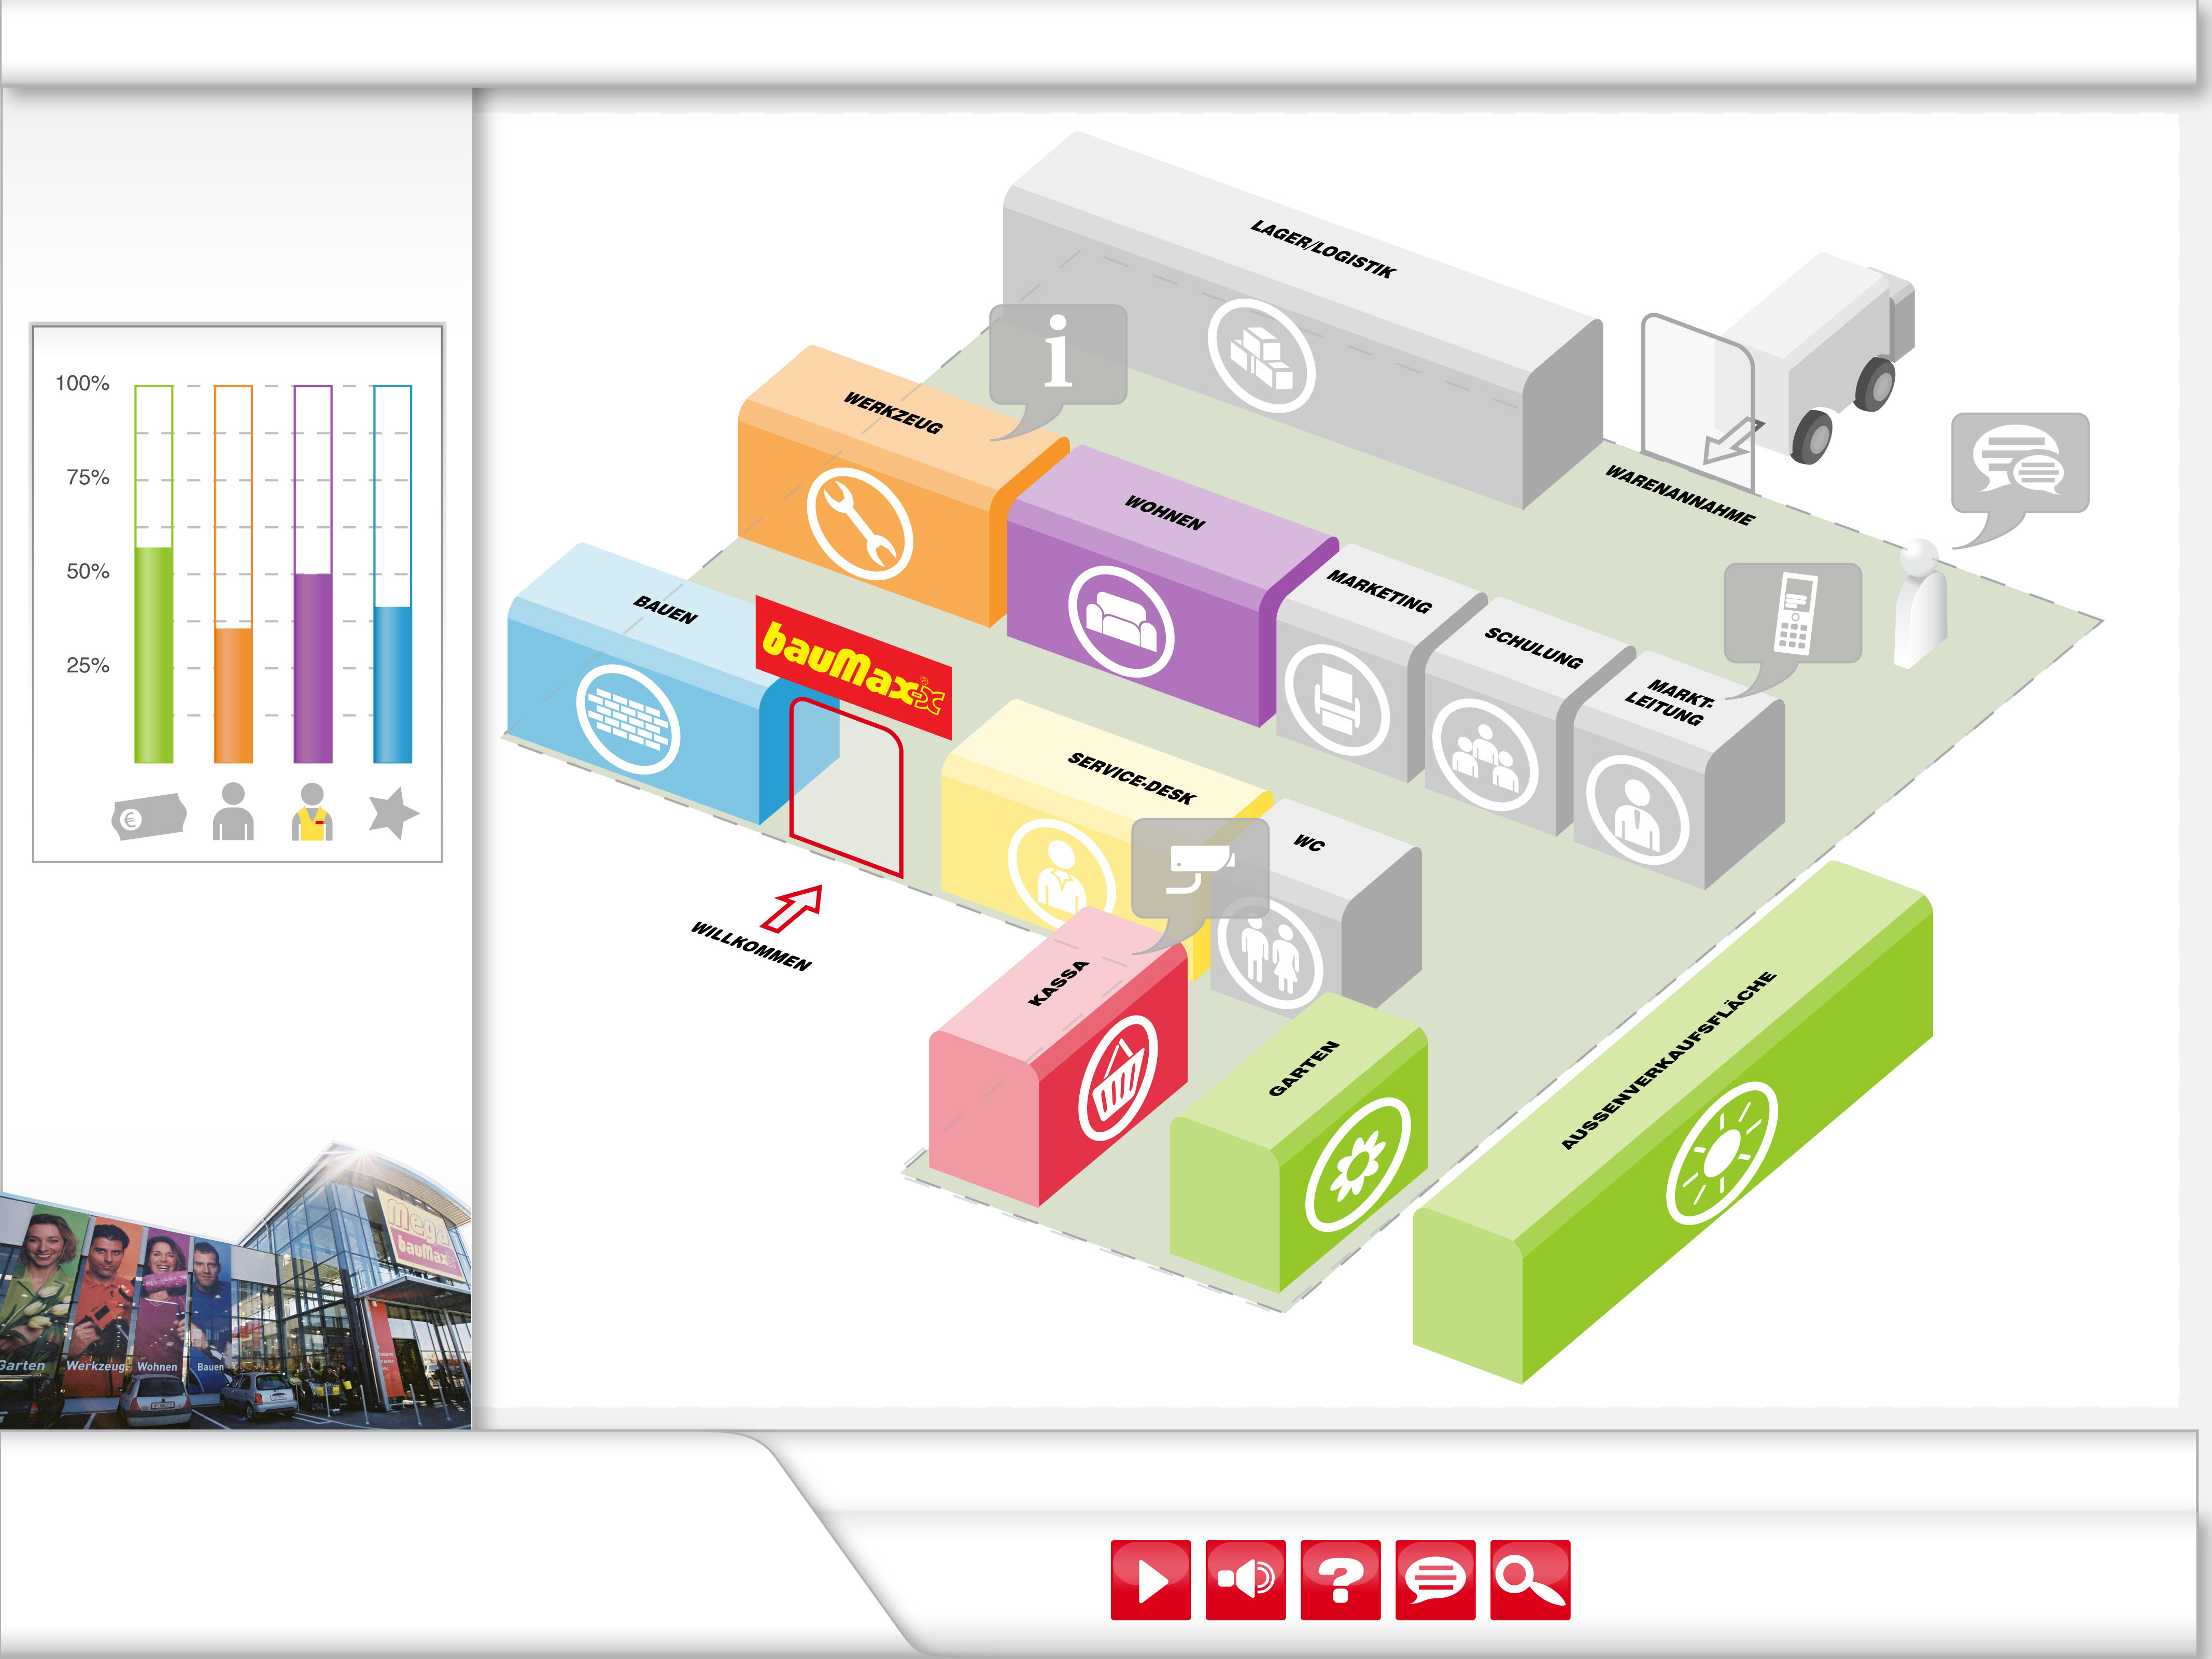 100%
75%
50%
25%
€
LAGER/LOGISTIK
i
WERKZEUG
WARENANNAHME
WOHNEN
MARKETING
SCHULUNG
MARKT-
LEITUNG
BAUEN
bauMax-x®
SERVICE-DESK
WC
WILLKOMMEN
KASSA
GARTEN
AUSSENVERKAUFSFLÄCHE
mega
bauMax
Garten Werkzeug Wohnen Bauen
?